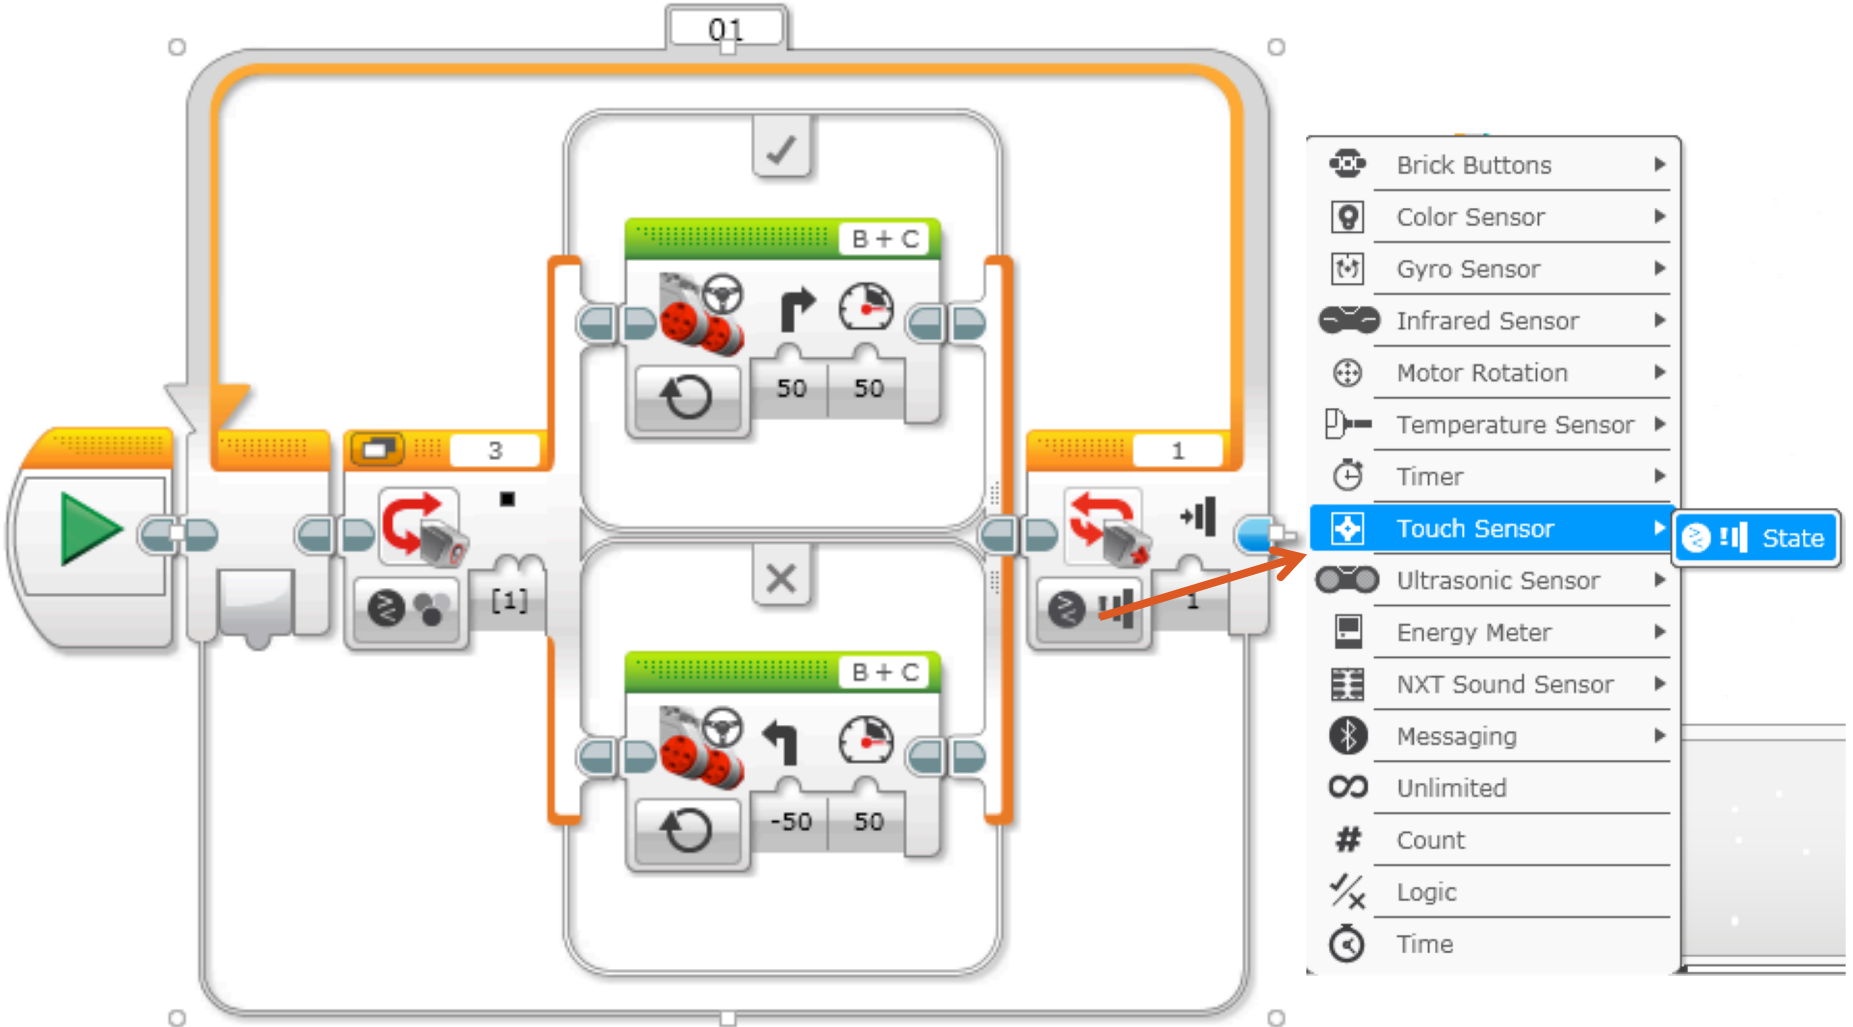 01
B + C
50 50
3
[1]
B + C
-50 50
1
1
Brick Buttons
Color Sensor
Gyro Sensor
Infrared Sensor
Motor Rotation
Temperature Sensor
Timer
Touch Sensor
State
Ultrasonic Sensor
Energy Meter
NXT Sound Sensor
Messaging
Unlimited
# Count
Logic
Time